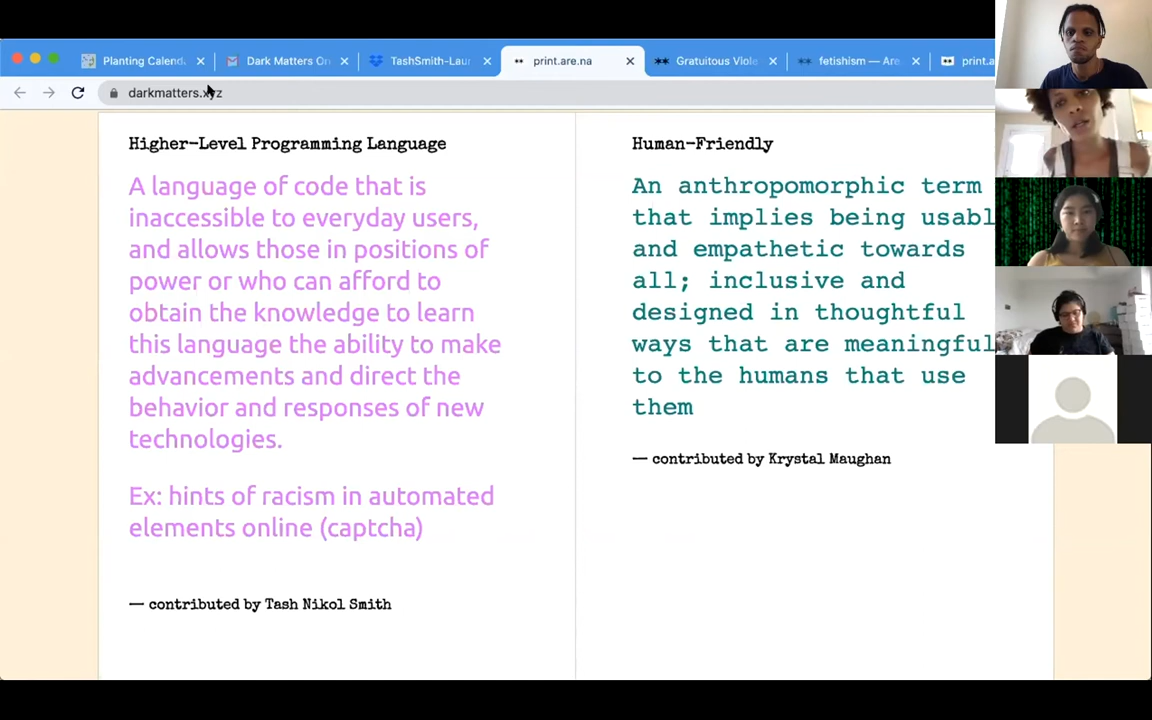 Planting Calend
Dark Matters On
TashSmith-Lau
print.are.na
Gratuitous Viole
fetishism — Are
print.a
darkmatters.xyz
Higher-Level Programming Language
A language of code that is
inaccessible to everyday users,
and allows those in positions of
power or who can afford to
obtain the knowledge to learn
this language the ability to make
advancements and direct the
behavior and responses of new
technologies.
Ex: hints of racism in automated
elements online (captcha)
— contributed by Tash Nikol Smith
Human-Friendly
An anthropomorphic term
that implies being usabl
and empathetic towards
all; inclusive and
designed in thoughtful
ways that are meaningful
to the humans that use
them
— contributed by Krystal Maughan